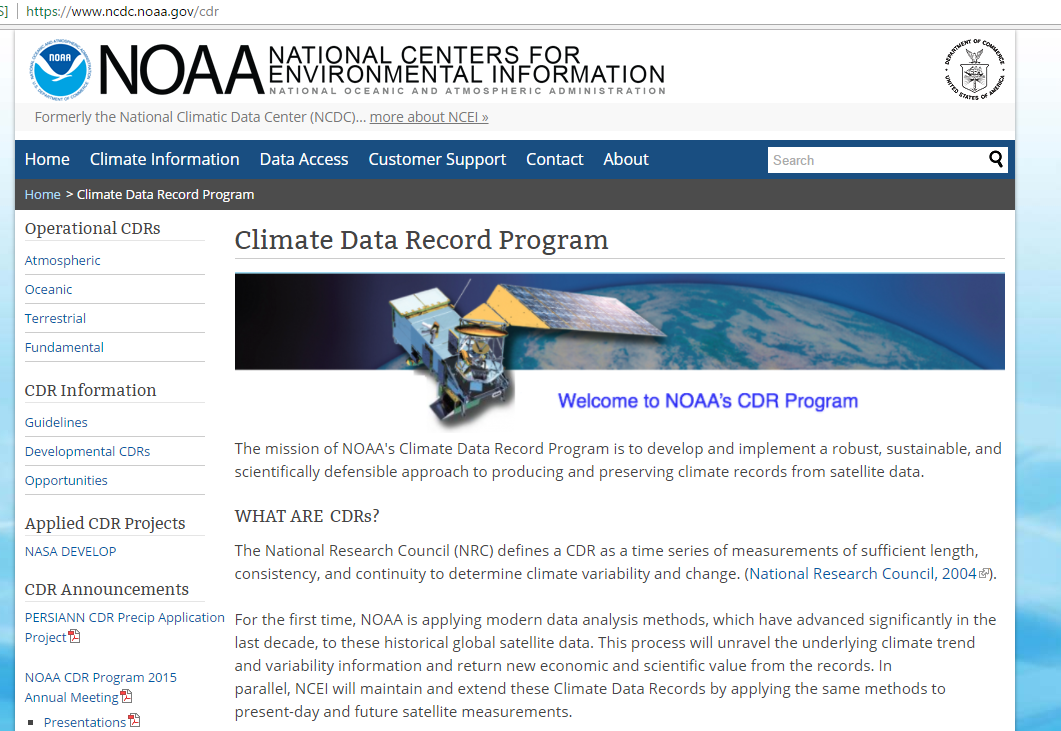 S] https://www.ncdc.noaa.gov/cdr
NOAA
NOAA NATIONAL CENTERS FOR
ENVIRONMENTAL INFORMATION
NATIONAL OCEANIC AND ATMOSPHERIC ADMINISTRATION
DEPARTMENT OF COMMERCE
UNITED STATES OF AMERICA
Formerly the National Climatic Data Center (NCDC)... more about NCEI »
Home Climate Information Data Access Customer Support Contact About Search
Home > Climate Data Record Program
Operational CDRs
Atmospheric
Oceanic
Terrestrial
Fundamental
CDR Information
Guidelines
Developmental CDRs
Opportunities
Applied CDR Projects
NASA DEVELOP
CDR Announcements
PERSIANN CDR Precip Application
Project
NOAA CDR Program 2015
Annual Meeting
▪ Presentations
Climate Data Record Program
Welcome to NOAA's CDR Program
The mission of NOAA's Climate Data Record Program is to develop and implement a robust, sustainable, and
scientifically defensible approach to producing and preserving climate records from satellite data.
WHAT ARE CDRs?
The National Research Council (NRC) defines a CDR as a time series of measurements of sufficient length,
consistency, and continuity to determine climate variability and change. (National Research Council, 2004).
For the first time, NOAA is applying modern data analysis methods, which have advanced significantly in the
last decade, to these historical global satellite data. This process will unravel the underlying climate trend
and variability information and return new economic and scientific value from the records. In
parallel, NCEI will maintain and extend these Climate Data Records by applying the same methods to
present-day and future satellite measurements.